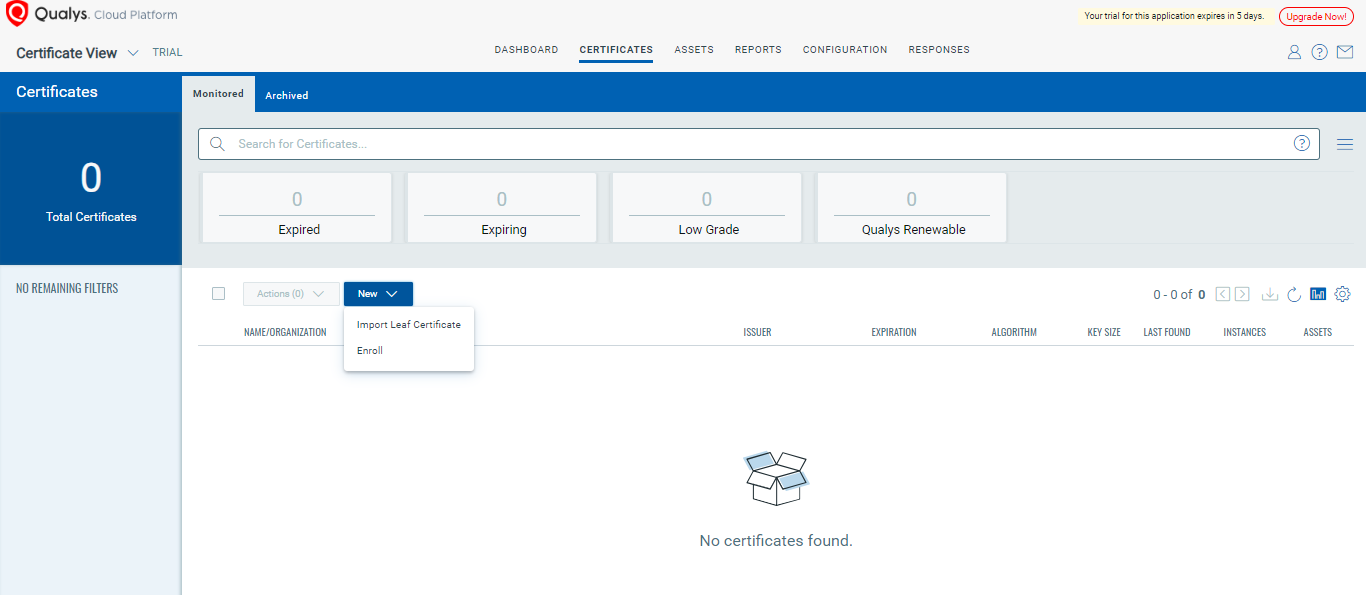 Qualys. Cloud Platform
Your trial for this application expires in 5 days.
Upgrade Now!
Certificate View
TRIAL
DASHBOARD
CERTIFICATES
ASSETS
REPORTS
CONFIGURATION
RESPONSES
Certificates
Monitored
Archived
0
Total Certificates
Search for Certificates...
0
Expired
0
Expiring
0
Low Grade
0
Qualys Renewable
NO REMAINING FILTERS
Actions (0)
New
0 - 0 of 0
Import Leaf Certificate
Enroll
NAME/ORGANIZATION
ISSUER
EXPIRATION
ALGORITHM
KEY SIZE
LAST FOUND
INSTANCES
ASSETS
No certificates found.